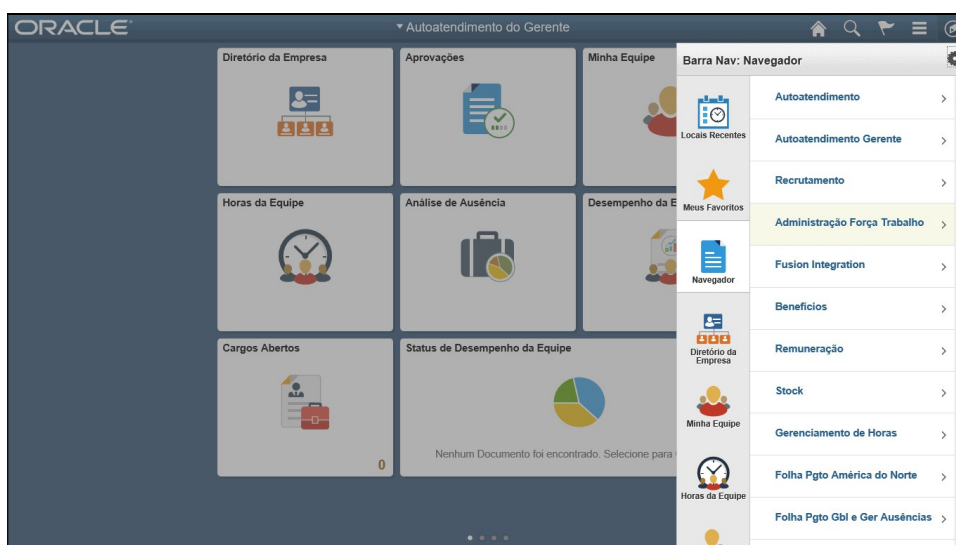 ORACLE
Autoatendimento do Gerente
Diretório da Empresa
Aprovações
Minha Equipe
Horas da Equipe
Análise de Ausência
Desempenho da E
Cargos Abertos
0
Status de Desempenho da Equipe
Nenhum Documento foi encontrado. Selecione para
Barra Nav: Navegador
Locais Recentes
Meus Favoritos
Navegador
Diretório da
Empresa
Minha Equipe
Horas da Equipe
Autoatendimento
Autoatendimento Gerente
Recrutamento
Administração Força Trabalho
Fusion Integration
Benefícios
Remuneração
Stock
Gerenciamento de Horas
Folha Pgto América do Norte
Folha Pgto Gbl e Ger Ausências